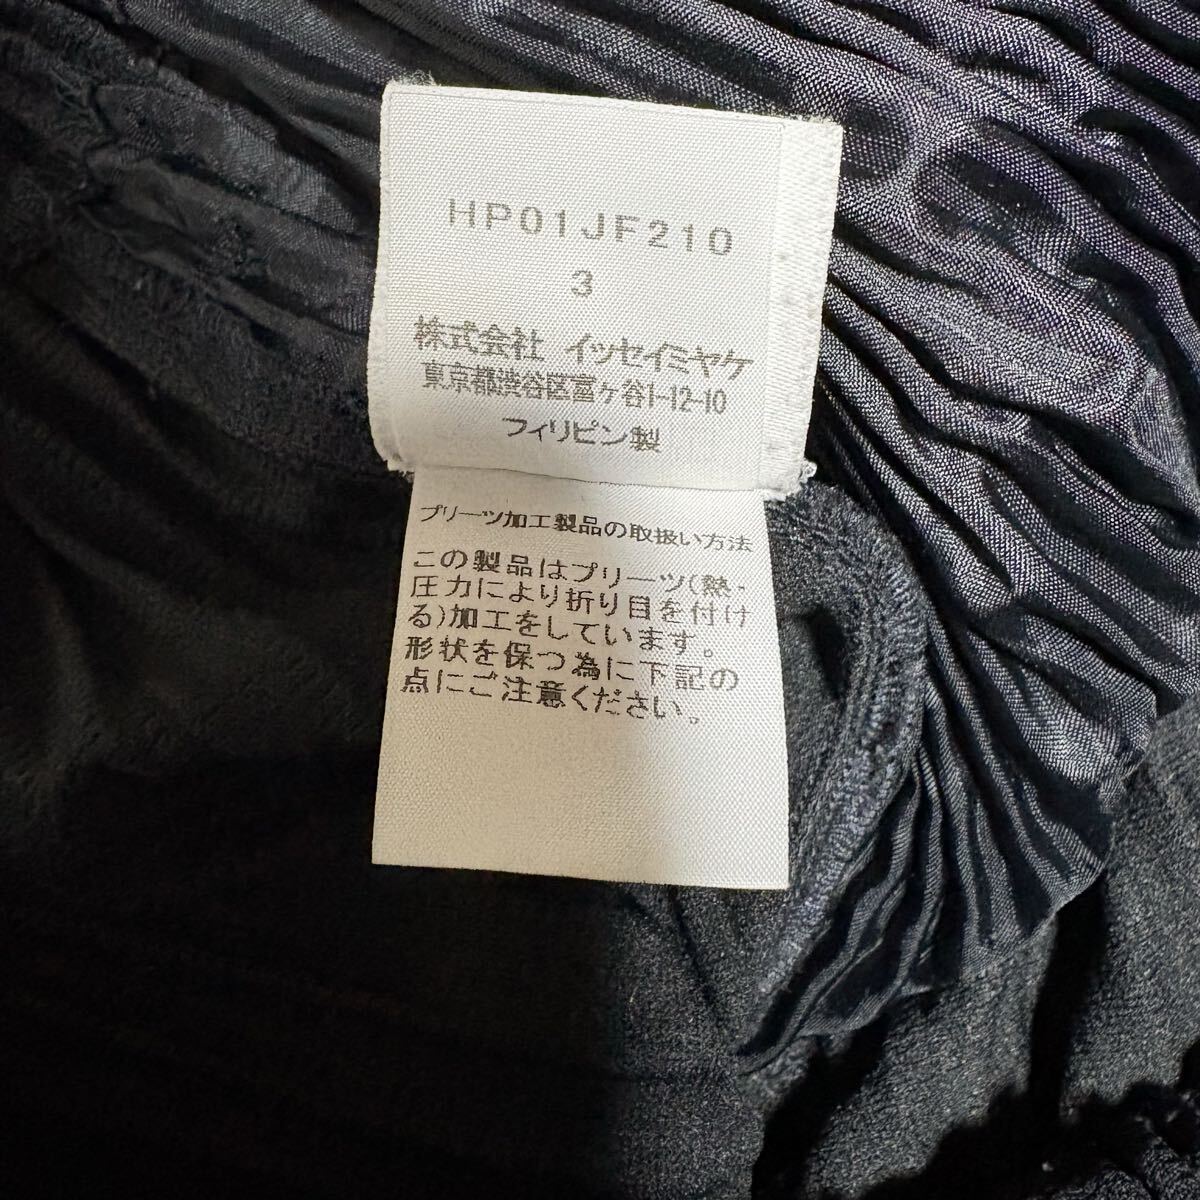 HP01JF210
3
株式会社 イッセイミヤケ
東京都渋谷区富ヶ谷1-12-10
フィリピン製
プリーツ加工製品の取扱い方法
この製品はプリーツ(熱・
圧力により折り目を付け
る)加工をしています。
形状を保つ為に下記の
点にご注意ください。